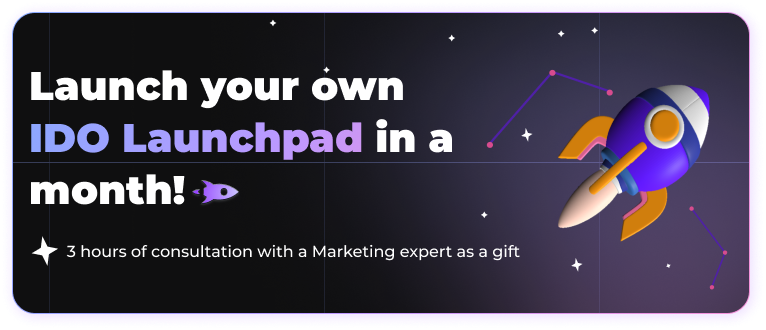 Launch your own
IDO Launchpad in a
month!
3 hours of consultation with a Marketing expert as a gift